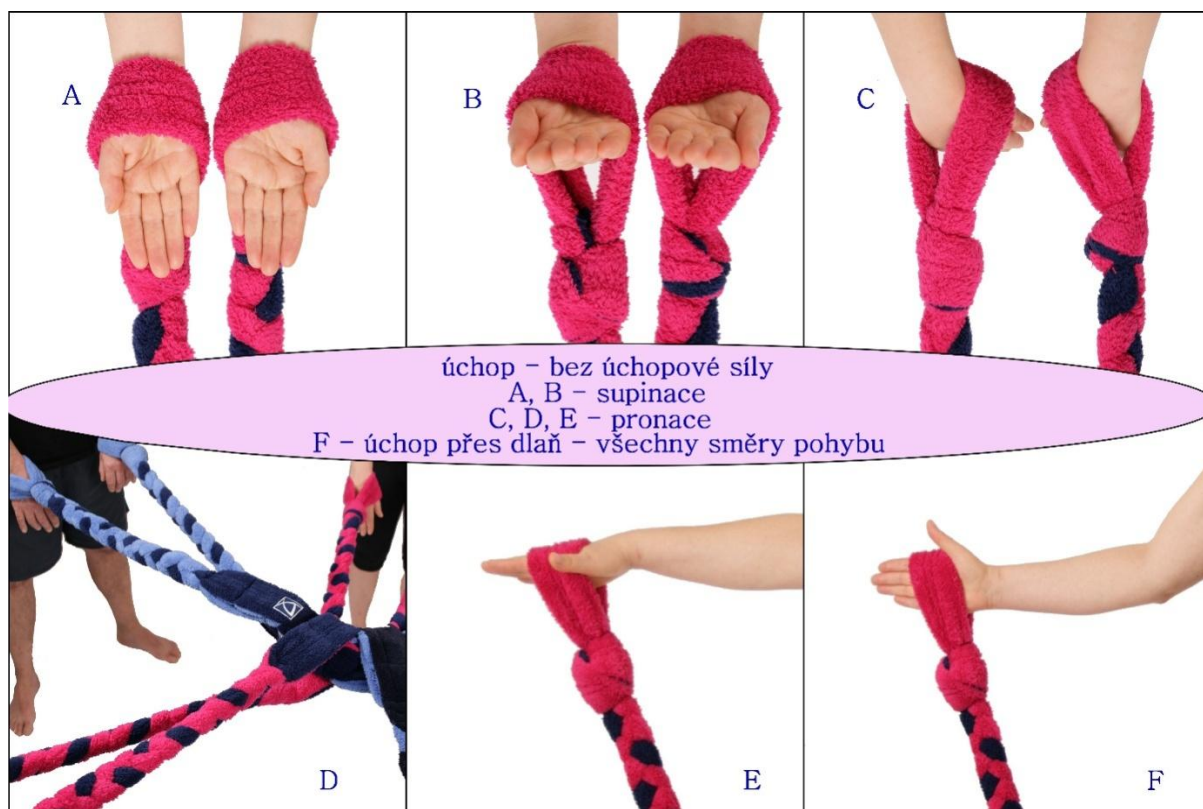 A
B
C
úchop – bez úchopové síly
A, B – supinace
C, D, E – pronace
F – úchop přes dlaň – všechny směry pohybu
D
E
F